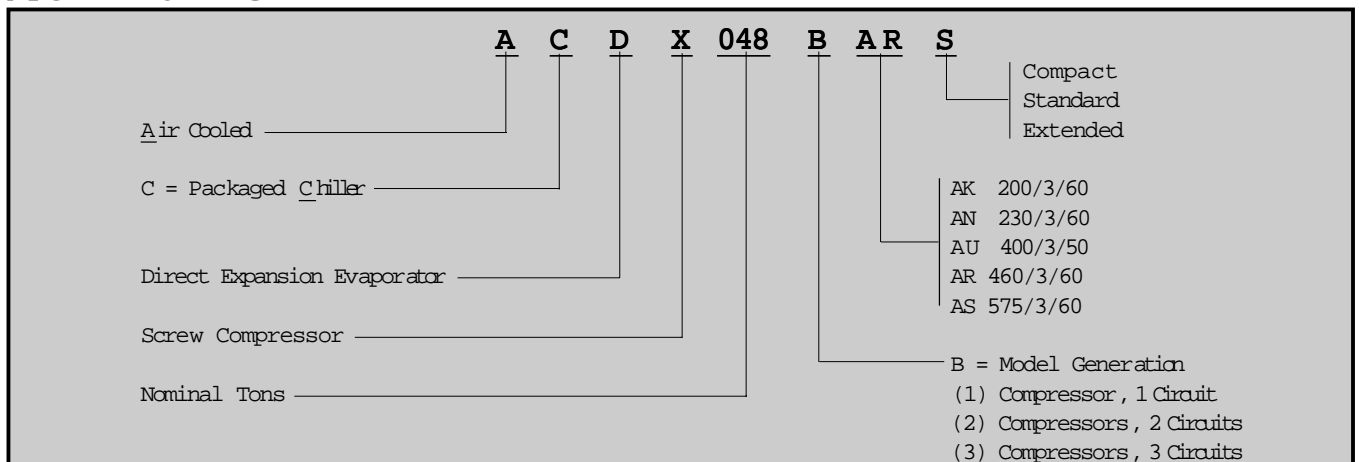 A C D X 048 B AR S
Compact
Standard
Extended
Air Cooled
C = Packaged Chiller
Direct Expansion Evaporator
Screw Compressor
Nominal Tons
AK 200/3/60
AN 230/3/60
AU 400/3/50
AR 460/3/60
AS 575/3/60
B = Model Generation
(1) Compressor, 1 Circuit
(2) Compressors, 2 Circuits
(3) Compressors, 3 Circuits